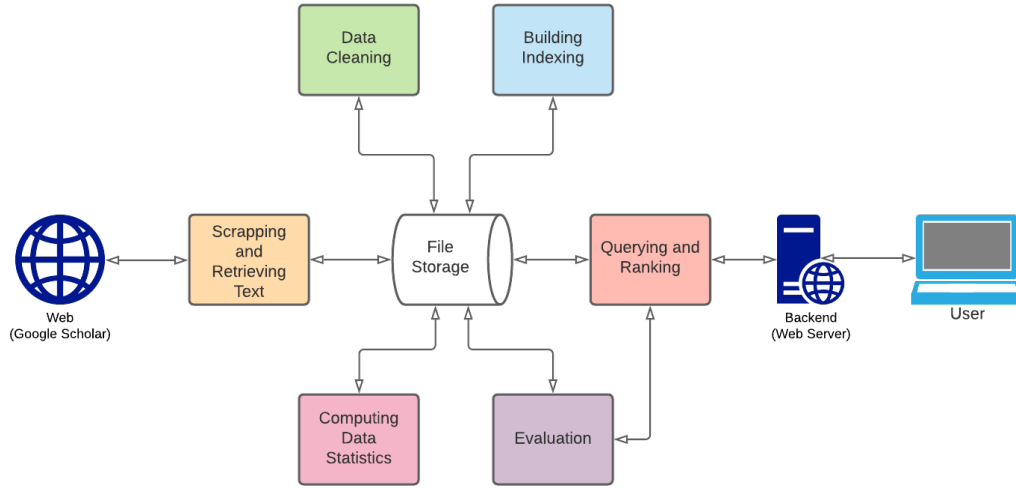 Data
Cleaning
Building
Indexing
Web
(Google Scholar)
Scrapping
and
Retrieving
Text
File
Storage
Querying and
Ranking
Backend
(Web Server)
User
Computing
Data
Statistics
Evaluation